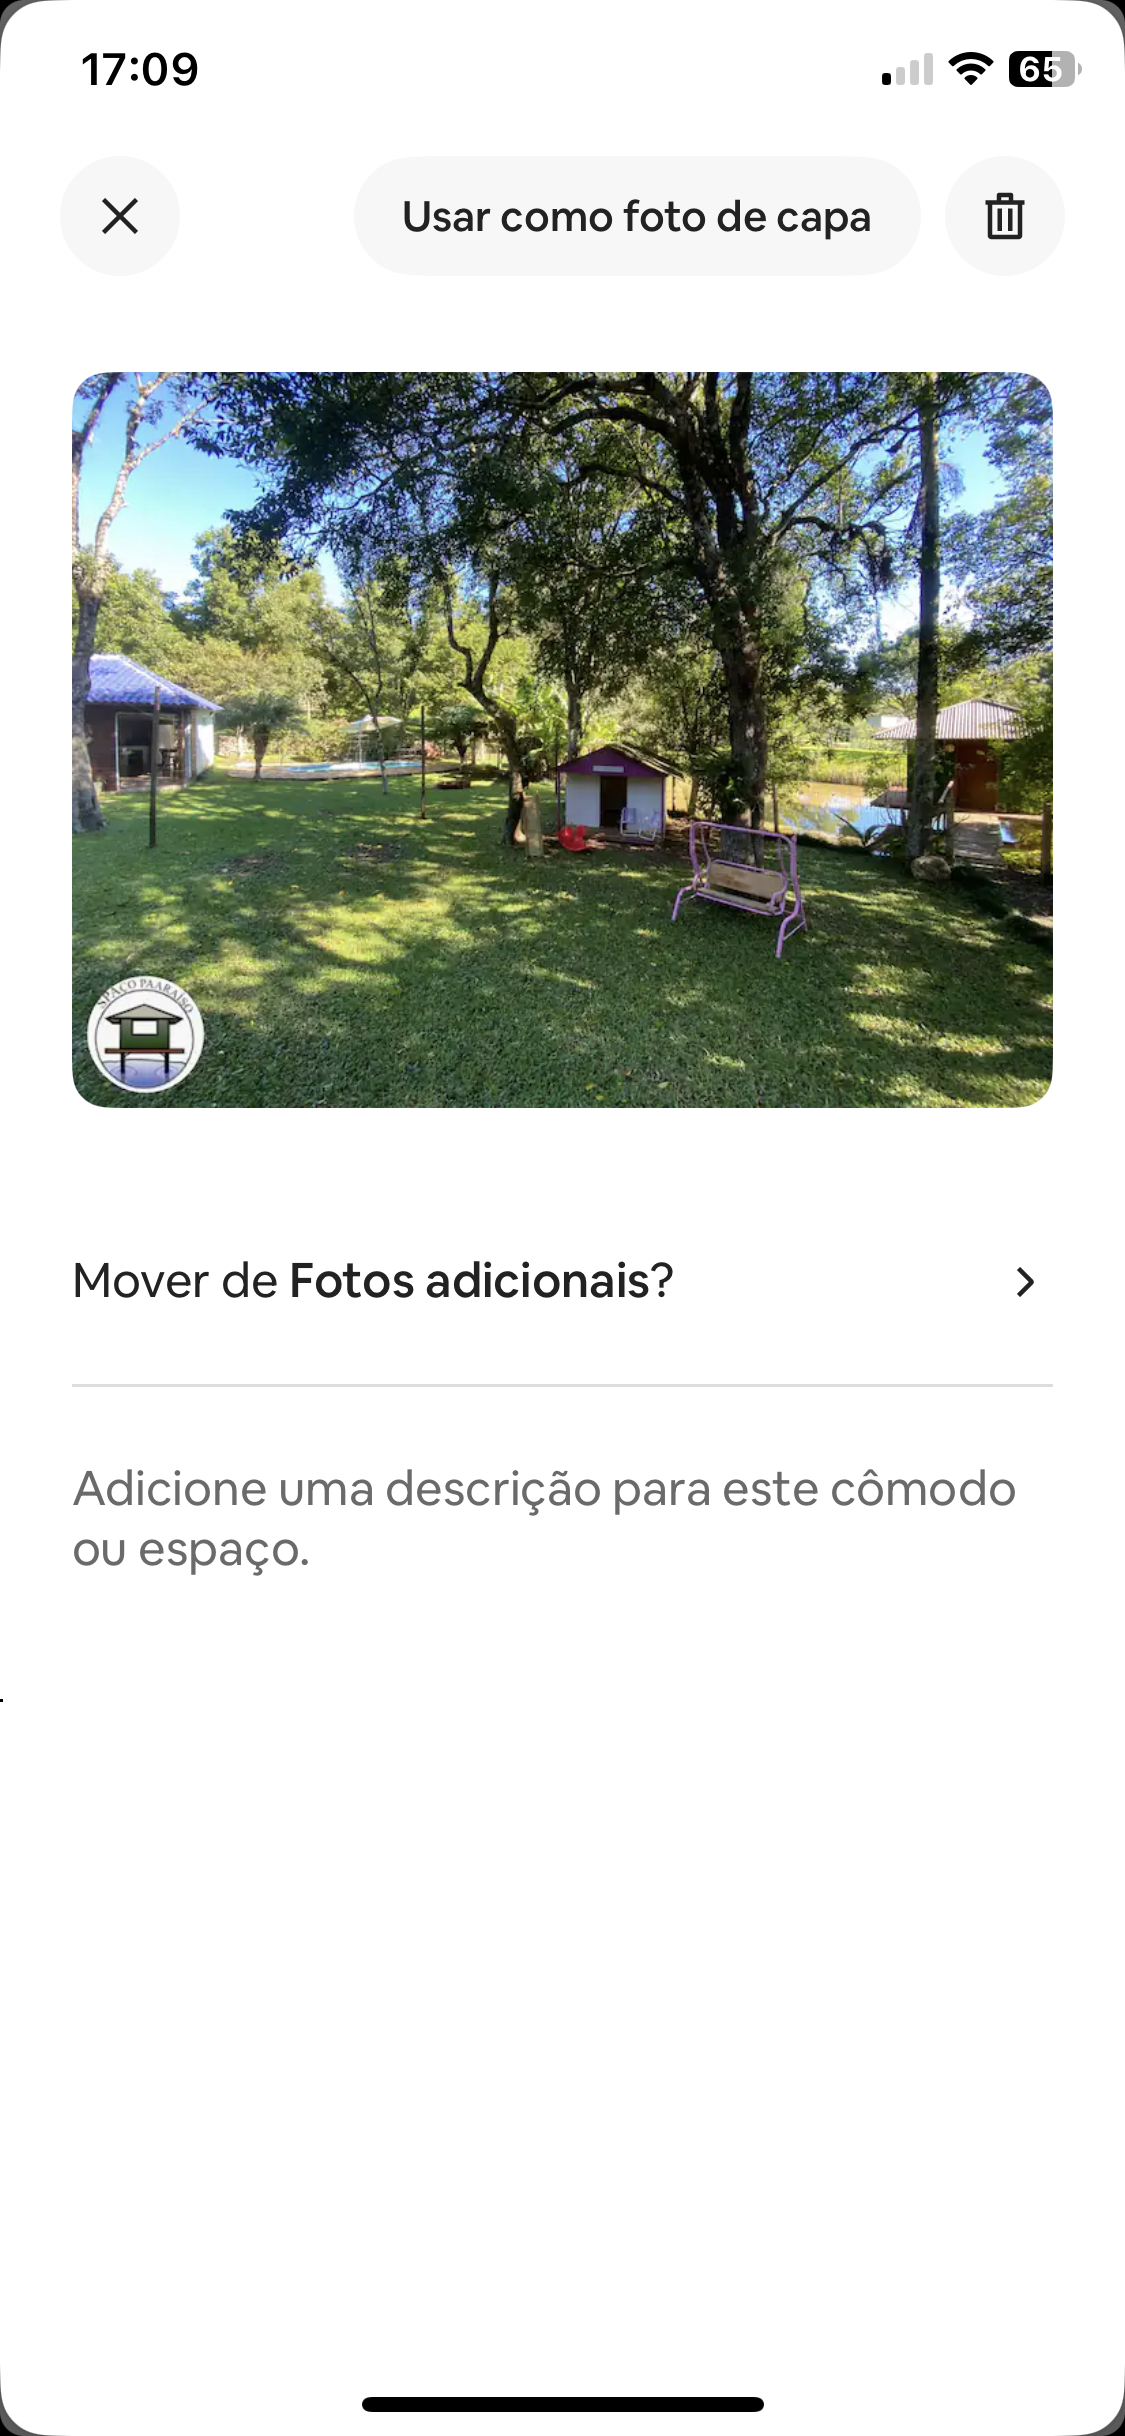 17:09
65
Usar como foto de capa
SPAÇO PAARAISO
Mover de Fotos adicionais?
Adicione uma descrição para este cômodo
ou espaço.